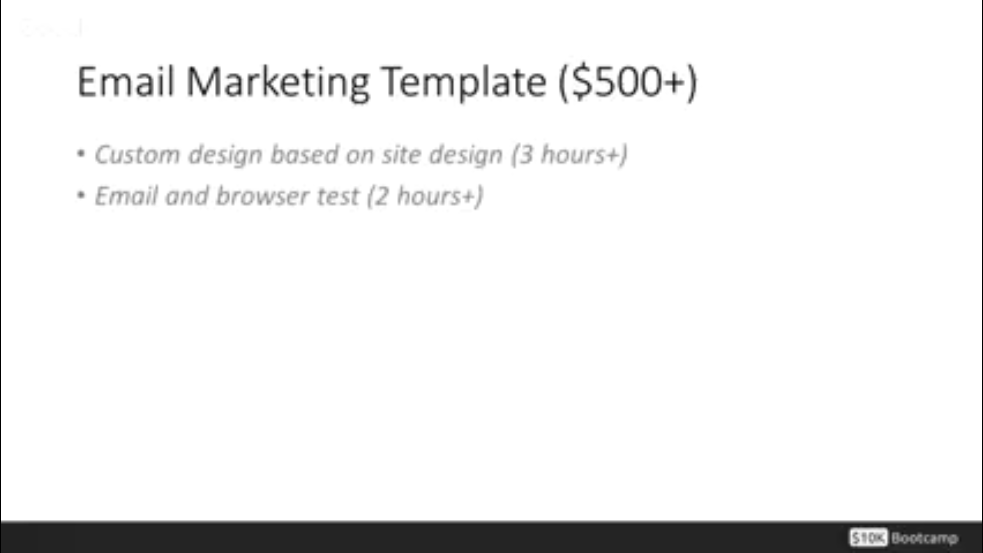 Email Marketing Template ($500+)
• Custom design based on site design (3 hours+)
• Email and browser test (2 hours+)
$10K Bootcamp